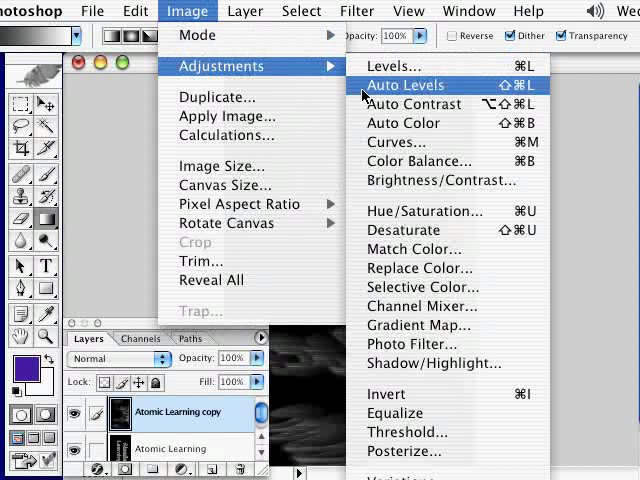 hotoshop File Edit Image Layer Select Filter View Window Help
Opacity: 100% Reverse Dither Transparency
Mode
Adjustments
Duplicate...
Apply Image...
Calculations...
Image Size...
Canvas Size...
Pixel Aspect Ratio
Rotate Canvas
Crop
Trim...
Reveal All
Trap...
Levels... ⌘L
Auto Levels ⇧⌘L
Auto Contrast ⌥⇧⌘L
Auto Color ⇧⌘B
Curves... ⌘M
Color Balance... ⌘B
Brightness/Contrast...
Hue/Saturation... ⌘U
Desaturate ⇧⌘U
Match Color...
Replace Color...
Selective Color...
Channel Mixer...
Gradient Map...
Photo Filter...
Shadow/Highlight...
Invert ⌘I
Equalize
Threshold...
Posterize...
Layers Channels Paths
Normal Opacity: 100%
Lock: Fill: 100%
Atomic Learning copy
Atomic Learning